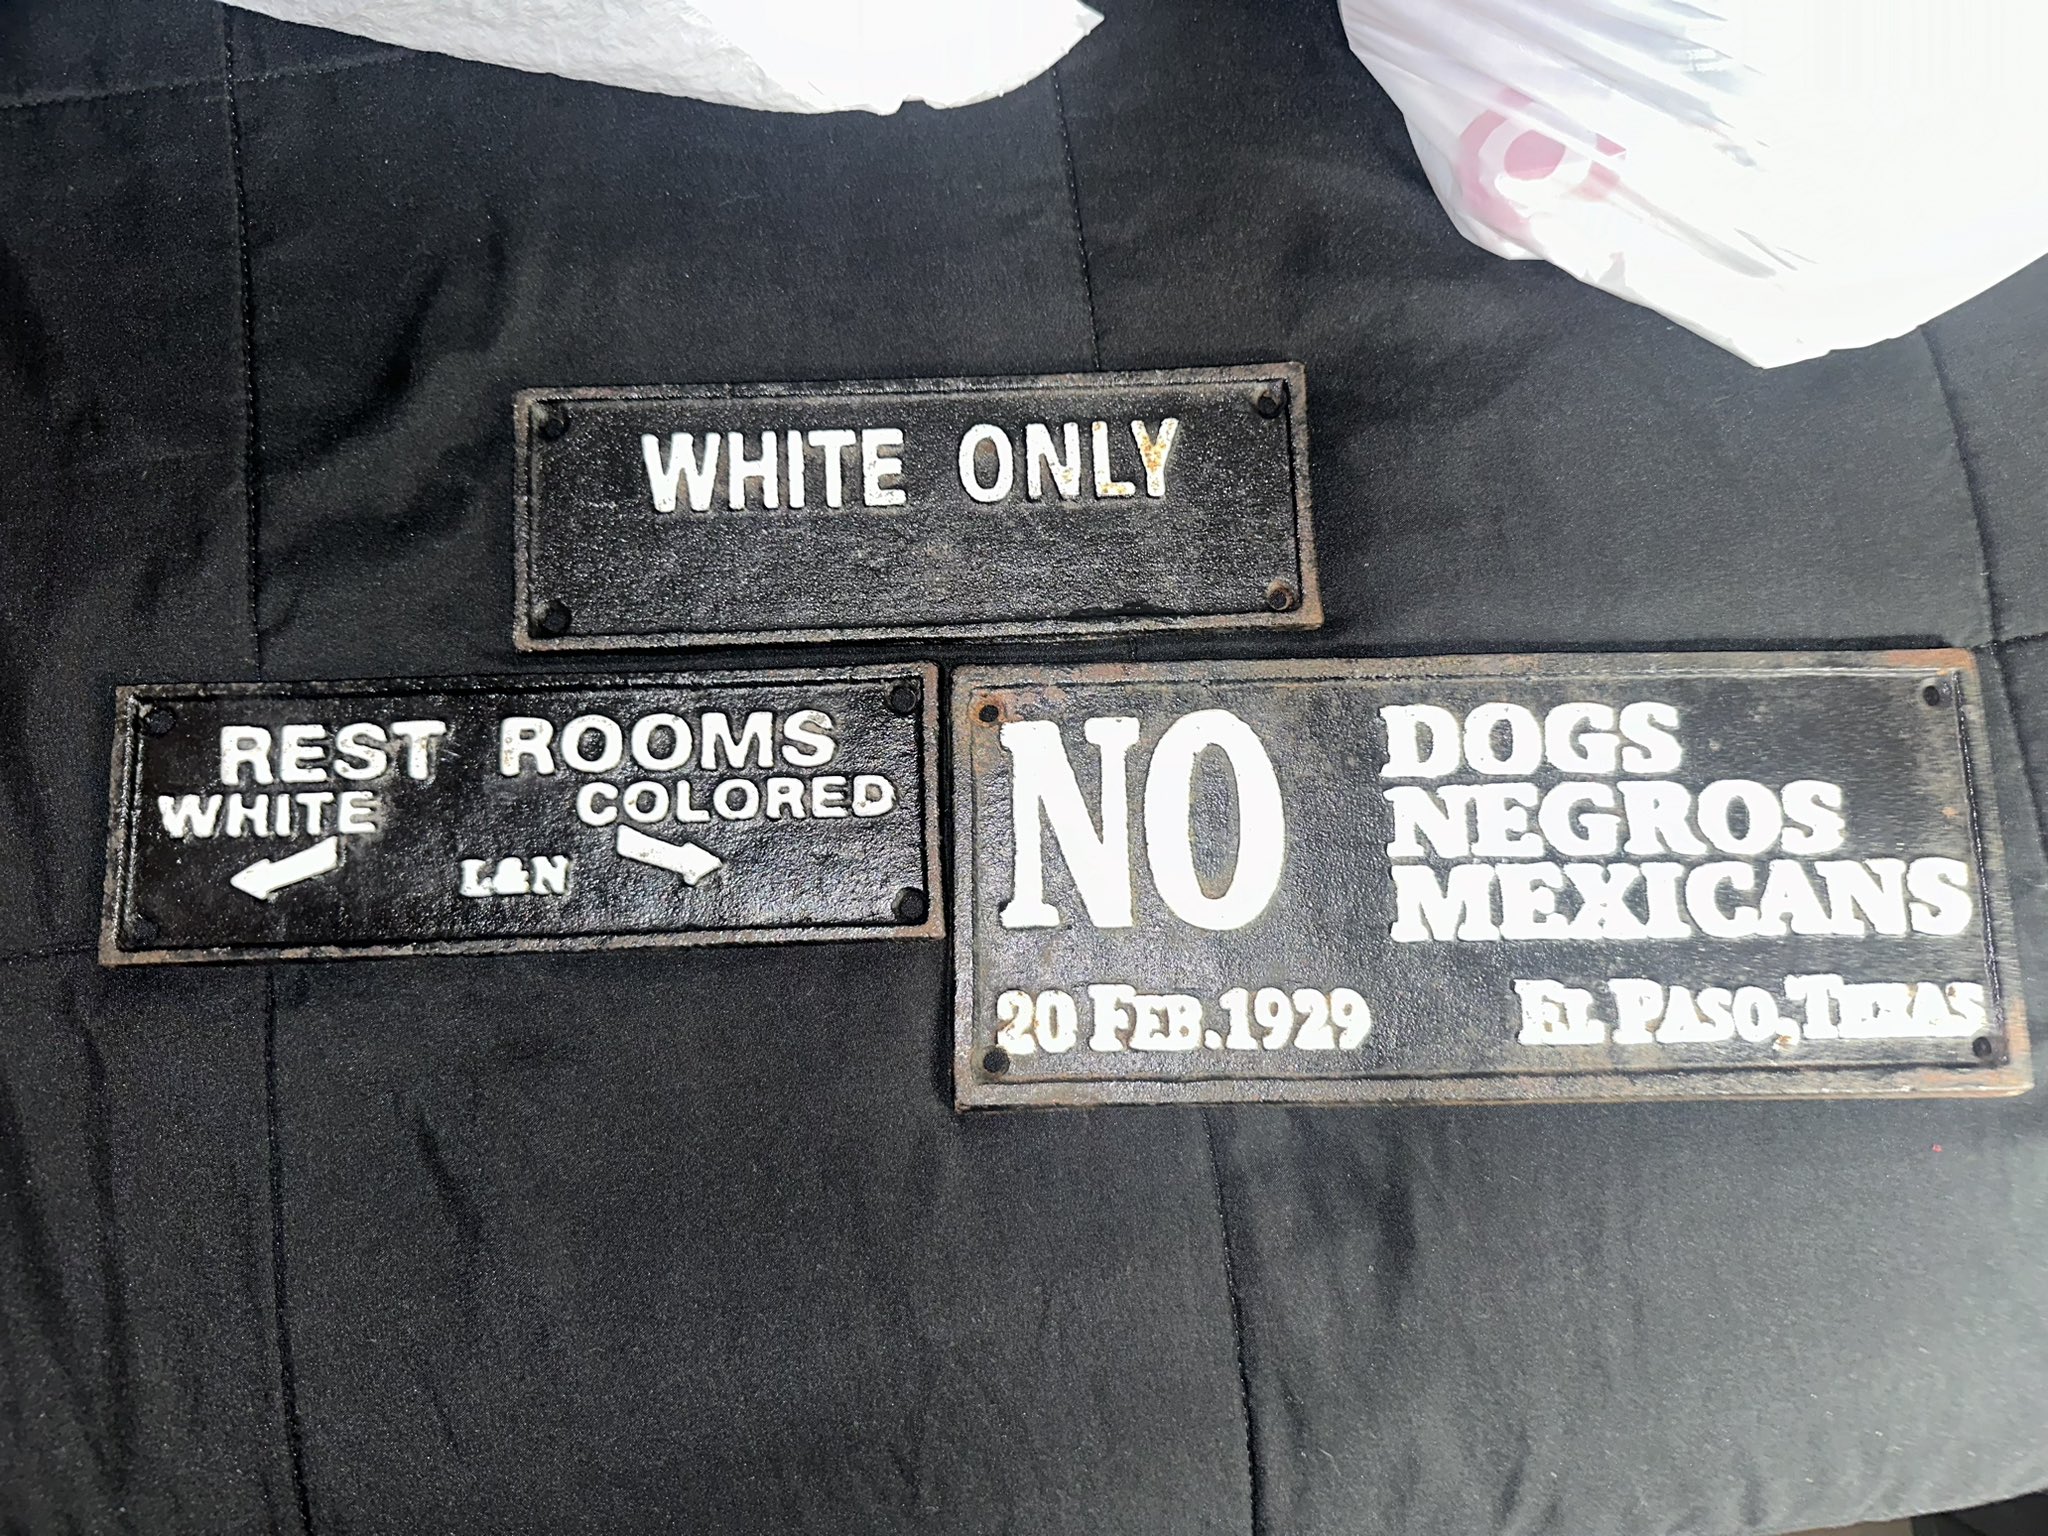 WHITE ONLY
REST ROOMS
WHITE COLORED
L&N
NO DOGS
NEGROS
MEXICANS
20 FEB.1929 EL PASO, TEXAS